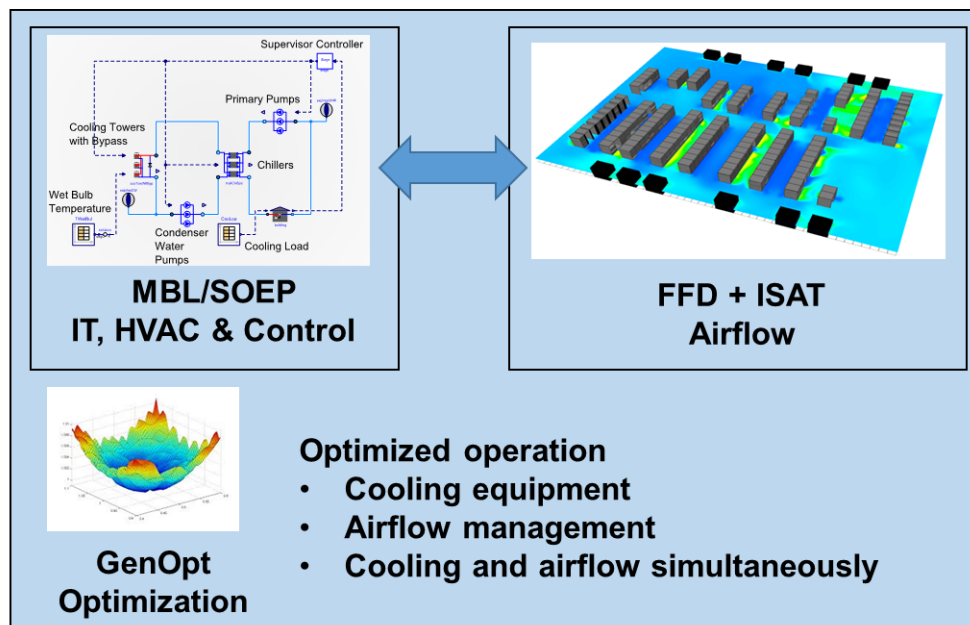 Supervisor Controller
Primary Pumps
Cooling Towers
with Bypass
Chillers
Wet Bulb
Temperature
Condenser
Water
Pumps
Cooling Load
MBL/SOEP
IT, HVAC & Control
FFD + ISAT
Airflow
GenOpt
Optimization
Optimized operation
• Cooling equipment
• Airflow management
• Cooling and airflow simultaneously